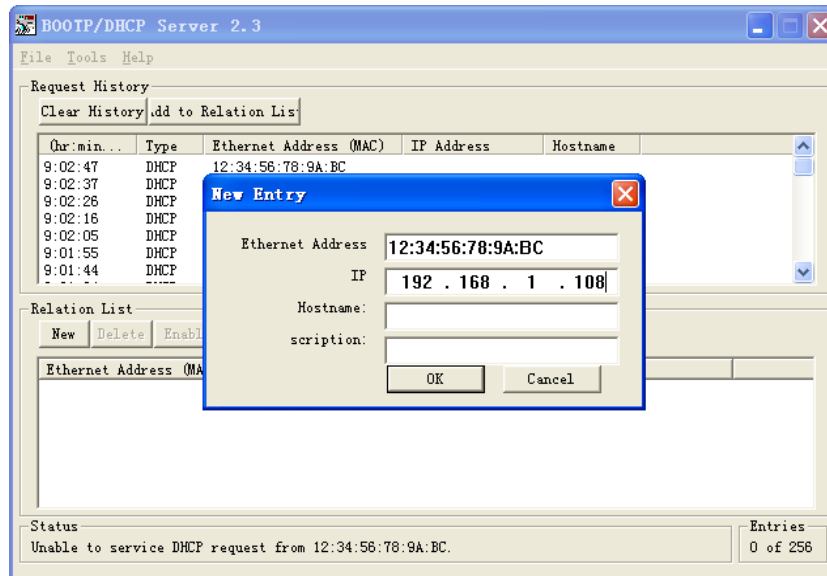 BOOTP/DHCP Server 2.3
File Tools Help
Request History
Clear History dd to Relation Lis
(hr:min... Type Ethernet Address (MAC) IP Address Hostname
9:02:47 DHCP 12:34:56:78:9A:BC
9:02:37 DHCP
9:02:26 DHCP
9:02:16 DHCP
9:02:05 DHCP
9:01:55 DHCP
9:01:44 DHCP
New Entry
Ethernet Address 12:34:56:78:9A:BC
IP 192 . 168 . 1 . 108
Hostname:
scription:
OK Cancel
Relation List
New Delete Enabl
Ethernet Address (MA
Status
Unable to service DHCP request from 12:34:56:78:9A:BC.
Entries
0 of 256